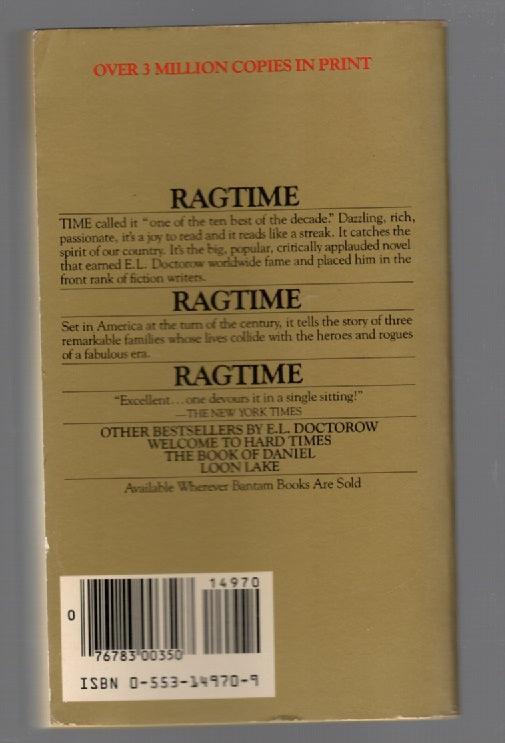 OVER 3 MILLION COPIES IN PRINT
RAGTIME
TIME called it "one of the ten best of the decade." Dazzling, rich,
passionate, it's a joy to read and it reads like a streak. It catches the
spirit of our country. It's the big, popular, critically applauded novel
that earned E.L. Doctorow worldwide fame and placed him in the
front rank of fiction writers.
RAGTIME
Set in America at the turn of the century, it tells the story of three
remarkable families whose lives collide with the heroes and rogues
of a fabulous era.
RAGTIME
"Excellent...one devours it in a single sitting!"
—THE NEW YORK TIMES
OTHER BESTSELLERS BY E.L. DOCTOROW
WELCOME TO HARD TIMES
THE BOOK OF DANIEL
LOON LAKE
Available Wherever Bantam Books Are Sold
14970
0
76783 00350
ISBN 0-553-14970-9